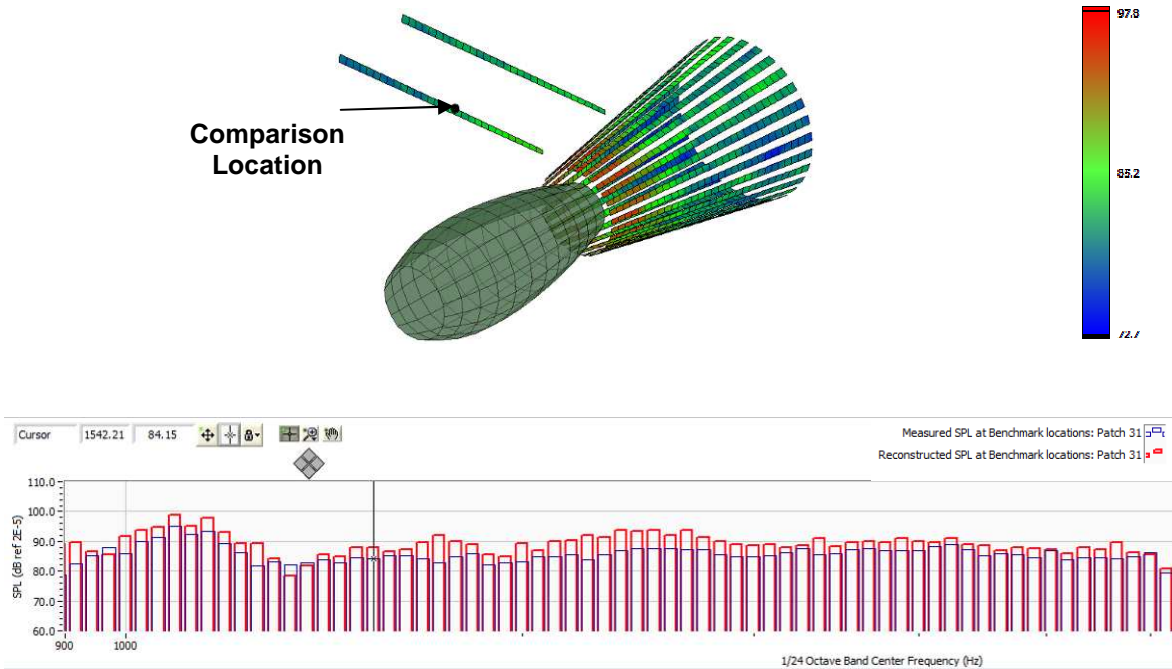 97.8
Comparison
Location
85.2
72.7
Cursor 1542.21 84.15
Measured SPL at Benchmark locations: Patch 31
Reconstructed SPL at Benchmark locations: Patch 31
110.0
100.0
90.0
80.0
70.0
60.0
SPL (dB ref 2E-5)
900 1000
1/24 Octave Band Center Frequency (Hz)